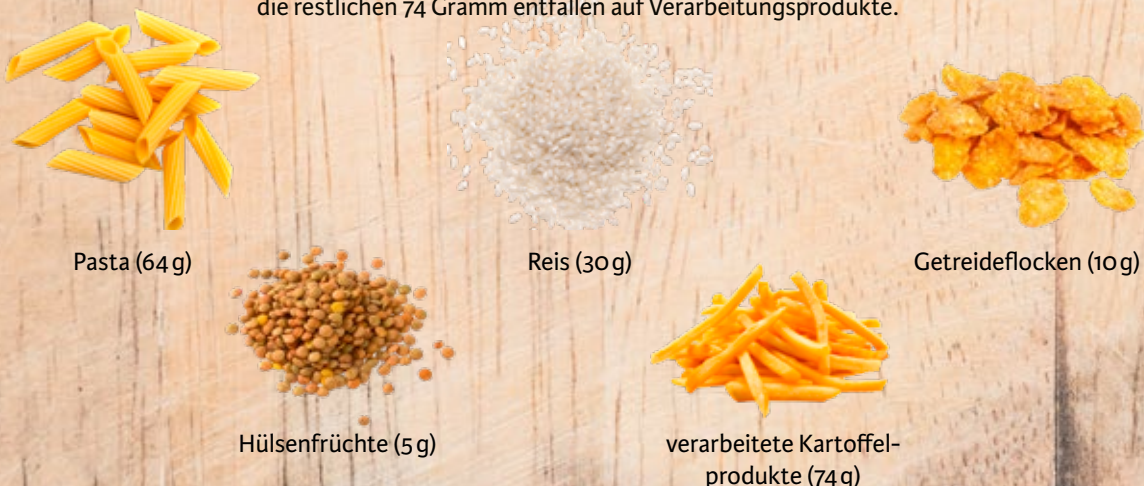 die restlichen 74 Gramm entfallen auf Verarbeitungsprodukte.
Pasta (64 g)
Reis (30 g)
Getreideflocken (10 g)
Hülsenfrüchte (5 g)
verarbeitete Kartoffel-
produkte (74 g)